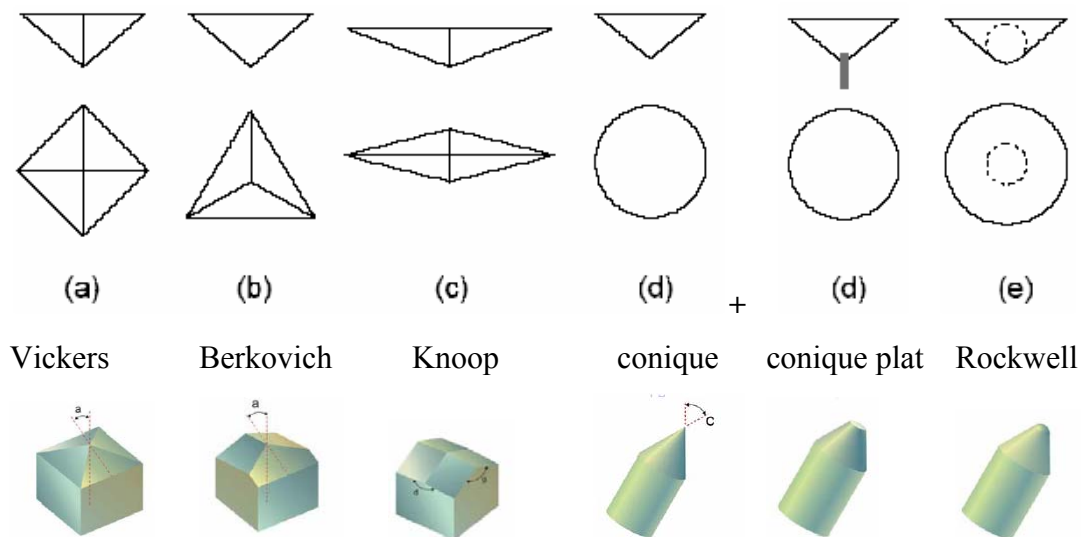 (a) (b) (c) (d) + (d) (e)
Vickers Berkovich Knoop conique conique plat Rockwell
a a C